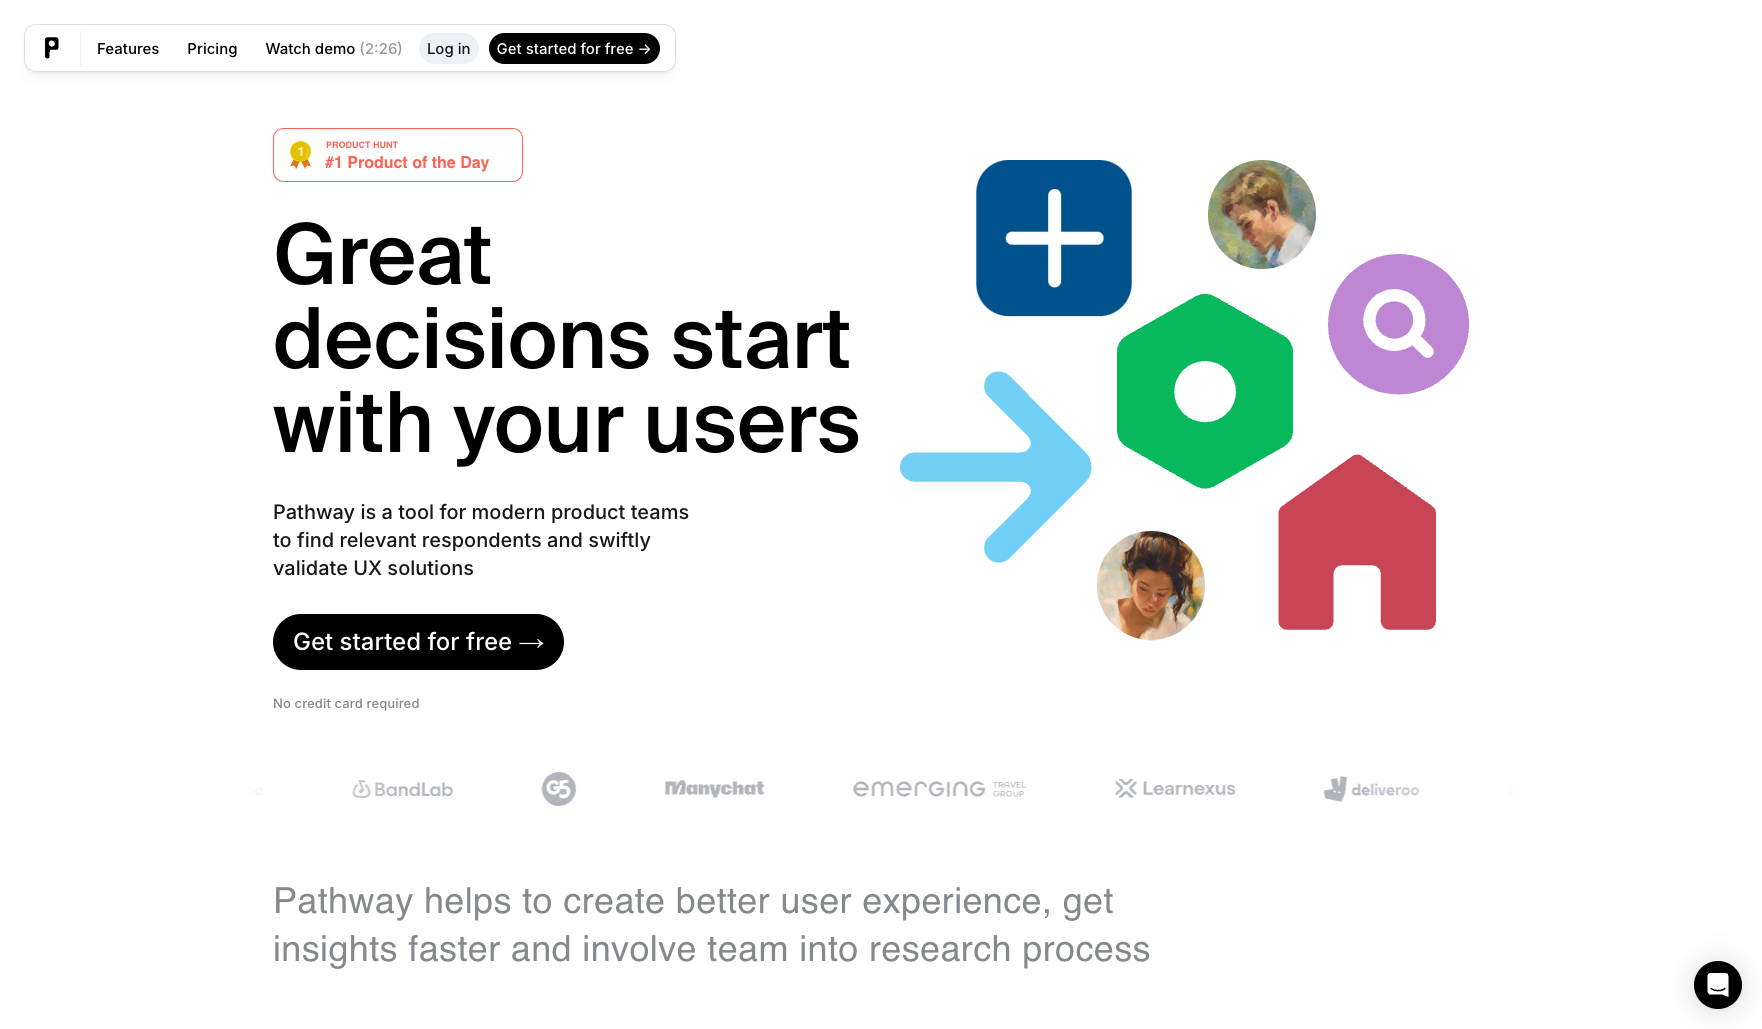 Features
Pricing
Watch demo (2:26)
Log in
Get started for free →
1
PRODUCT HUNT
#1 Product of the Day
Great
decisions start
with your users
Pathway is a tool for modern product teams
to find relevant respondents and swiftly
validate UX solutions
Get started for free →
No credit card required
BandLab
G5
Manychat
emerging TRAVEL GROUP
Learnexus
deliveroo
Pathway helps to create better user experience, get
insights faster and involve team into research process